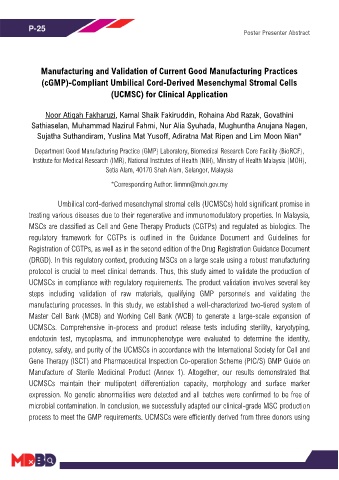 P-25
Poster Presenter Abstract
Manufacturing and Validation of Current Good Manufacturing Practices
(cGMP)-Compliant Umbilical Cord-Derived Mesenchymal Stromal Cells
(UCMSC) for Clinical Application
Noor Atiqah Fakharuzi, Kamal Shaik Fakiruddin, Rohaina Abd Razak, Govathini
Sathiaselan, Muhammad Nazirul Fahmi, Nur Alia Syuhada, Mughuntha Anujana Nagen,
Sujatha Suthandiram, Yuslina Mat Yusoff, Adiratna Mat Ripen and Lim Moon Nian*
Department Good Manufacturing Practice (GMP) Laboratory, Biomedical Research Core Facility (BioRCF),
Institute for Medical Research (IMR), National Institutes of Health (NIH), Ministry of Health Malaysia (MOH),
Setia Alam, 40170 Shah Alam, Selangor, Malaysia
*Corresponding Author: limmn@moh.gov.my
Umbilical cord-derived mesenchymal stromal cells (UCMSCs) hold significant promise in
treating various diseases due to their regenerative and immunomodulatory properties. In Malaysia,
MSCs are classified as Cell and Gene Therapy Products (CGTPs) and regulated as biologics. The
regulatory framework for CGTPs is outlined in the Guidance Document and Guidelines for
Registration of CGTPs, as well as in the second edition of the Drug Registration Guidance Document
(DRGD). In this regulatory context, producing MSCs on a large scale using a robust manufacturing
protocol is crucial to meet clinical demands. Thus, this study aimed to validate the production of
UCMSCs in compliance with regulatory requirements. The product validation involves several key
steps including validation of raw materials, qualifying GMP personnels and validating the
manufacturing processes. In this study, we established a well-characterized two-tiered system of
Master Cell Bank (MCB) and Working Cell Bank (WCB) to generate a large-scale expansion of
UCMSCs. Comprehensive in-process and product release tests including sterility, karyotyping,
endotoxin test, mycoplasma, and immunophenotype were evaluated to determine the identity,
potency, safety, and purity of the UCMSCs in accordance with the International Society for Cell and
Gene Therapy (ISCT) and Pharmaceutical Inspection Co-operation Scheme (PIC/S) GMP Guide on
Manufacture of Sterile Medicinal Product (Annex 1). Altogether, our results demonstrated that
UCMSCs maintain their multipotent differentiation capacity, morphology and surface marker
expression. No genetic abnormalities were detected and all batches were confirmed to be free of
microbial contamination. In conclusion, we successfully adapted our clinical-grade MSC production
process to meet the GMP requirements. UCMSCs were efficiently derived from three donors using